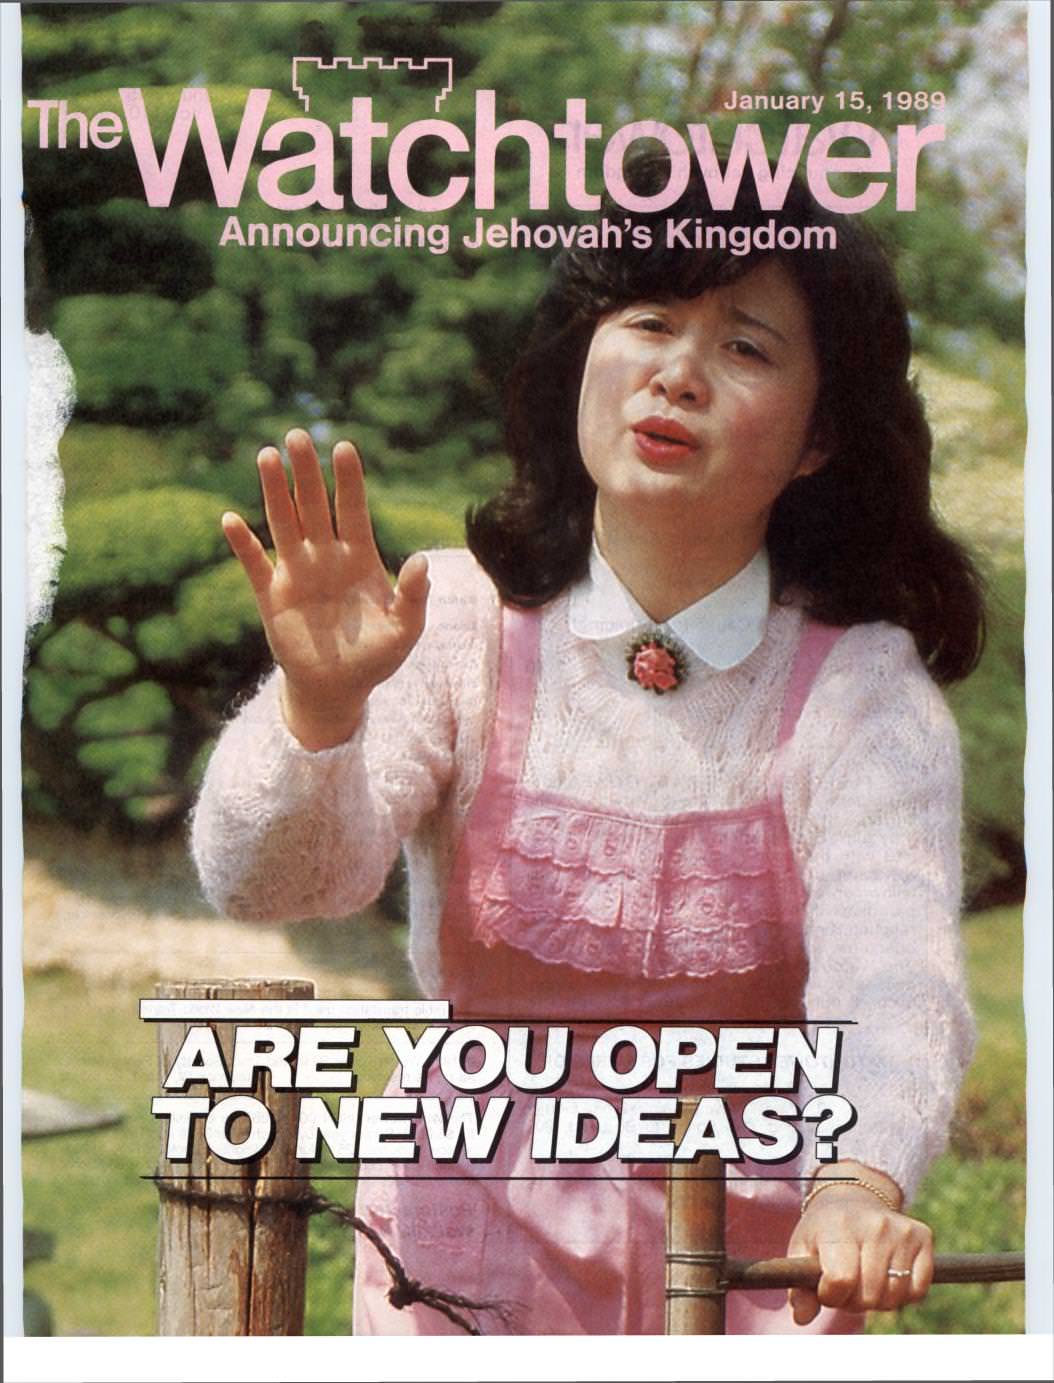 January 15, 1989
The Watchtower
Announcing Jehovah's Kingdom
ARE YOU OPEN
TO NEW IDEAS?